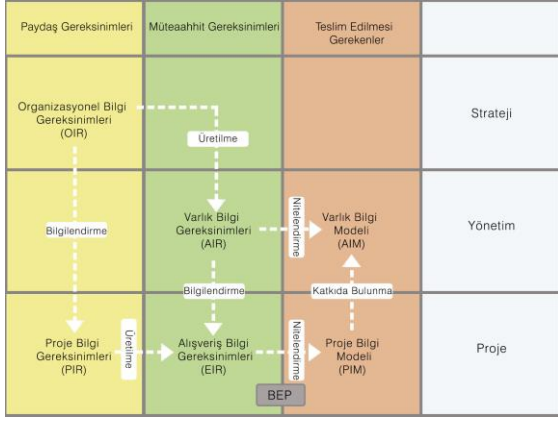 Paydaş Gereksinimleri
Müteaahhit Gereksinimleri
Teslim Edilmesi
Gerekenler
Organizasyonel Bilgi
Gereksinimleri
(OIR)
Üretilme
Strateji
Bilgilendirme
Varlık Bilgi
Gereksinimleri
(AIR)
Nitelendirme
Varlık Bilgi
Modeli
(AIM)
Yönetim
Bilgilendirme
Katkıda Bulunma
Proje Bilgi
Gereksinimleri
(PIR)
Üretilme
Alışveriş Bilgi
Gereksinimleri
(EIR)
Nitelendirme
Proje Bilgi
Modeli
(PIM)
Proje
BEP